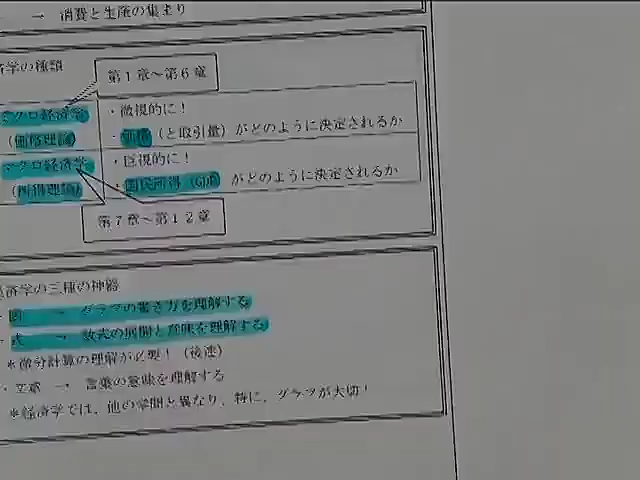 → 消費と生産の集まり
済学の種類
第1章～第6章
ミクロ経済学
(価格理論)
・微視的に!
価格(と取引量)がどのように決定されるか
マクロ経済学
(所得理論)
・巨視的に!
・国民所得(GDP)がどのように決定されるか
第7章～第12章
経済学の三種の神器
・図 → グラフの書き方を理解する
・式 → 数式の展開と意味を理解する
*微分計算の理解が必要!(後述)
・文章 → 言葉の意味を理解する
*経済学では、他の学問と異なり、特に、グラフが大切!